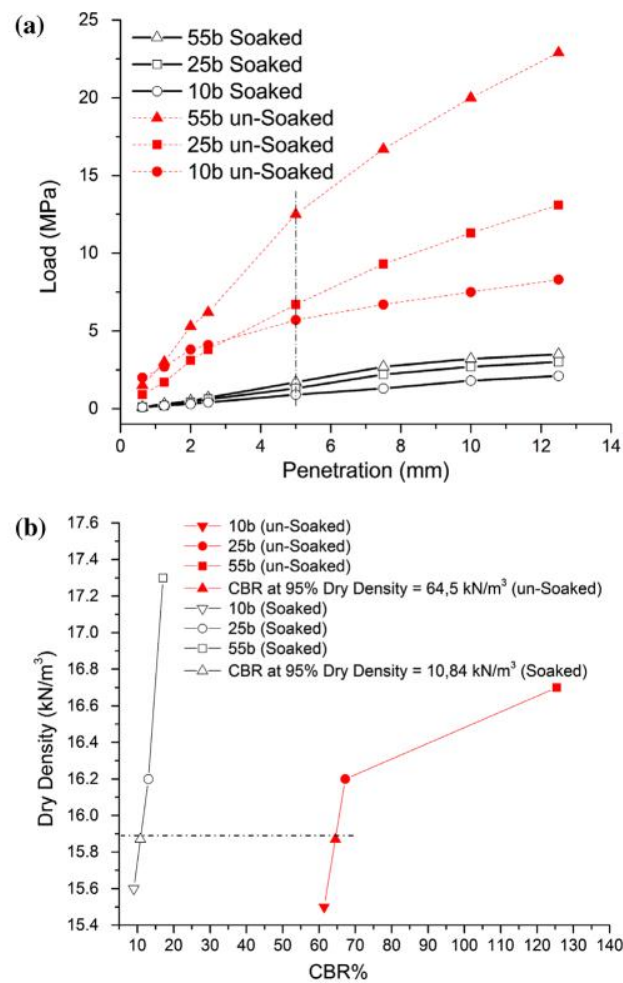 (a)
25
20
15
10
5
0
Load (MPa)
55b Soaked
25b Soaked
10b Soaked
55b un-Soaked
25b un-Soaked
10b un-Soaked
0 2 4 6 8 10 12 14
Penetration (mm)
(b)
17.6
17.4
17.2
17.0
16.8
16.6
16.4
16.2
16.0
15.8
15.6
15.4
Dry Density (kN/m³)
10b (un-Soaked)
25b (un-Soaked)
55b (un-Soaked)
CBR at 95% Dry Density = 64,5 kN/m³ (un-Soaked)
10b (Soaked)
25b (Soaked)
55b (Soaked)
CBR at 95% Dry Density = 10,84 kN/m³ (Soaked)
10 20 30 40 50 60 70 80 90 100 110 120 130 140
CBR%